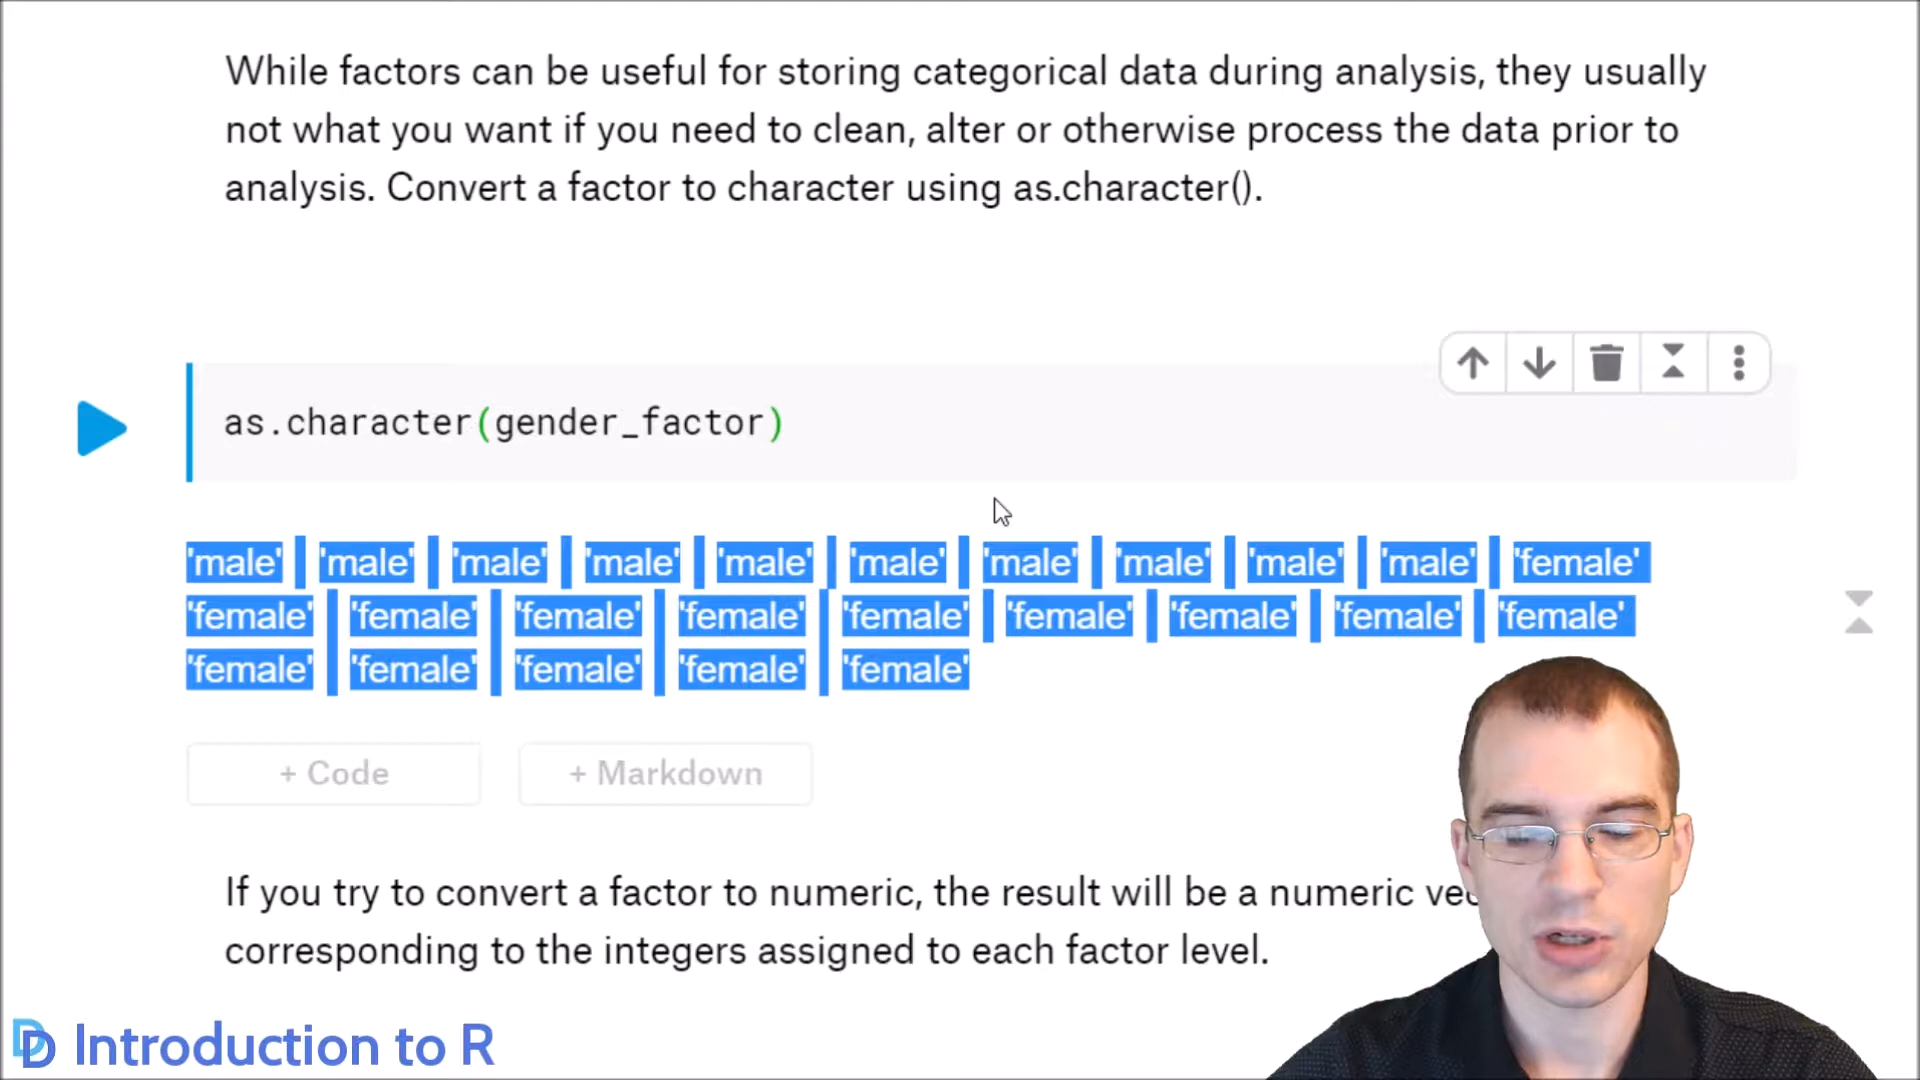 While factors can be useful for storing categorical data during analysis, they usually
not what you want if you need to clean, alter or otherwise process the data prior to
analysis. Convert a factor to character using as.character().
as.character(gender_factor)
'male' 'male' 'male' 'male' 'male' 'male' 'male' 'male' 'male' 'male' 'female'
'female' 'female' 'female' 'female' 'female' 'female' 'female' 'female' 'female'
'female' 'female' 'female' 'female' 'female'
+ Code + Markdown
If you try to convert a factor to numeric, the result will be a numeric
corresponding to the integers assigned to each factor level.
D Introduction to R